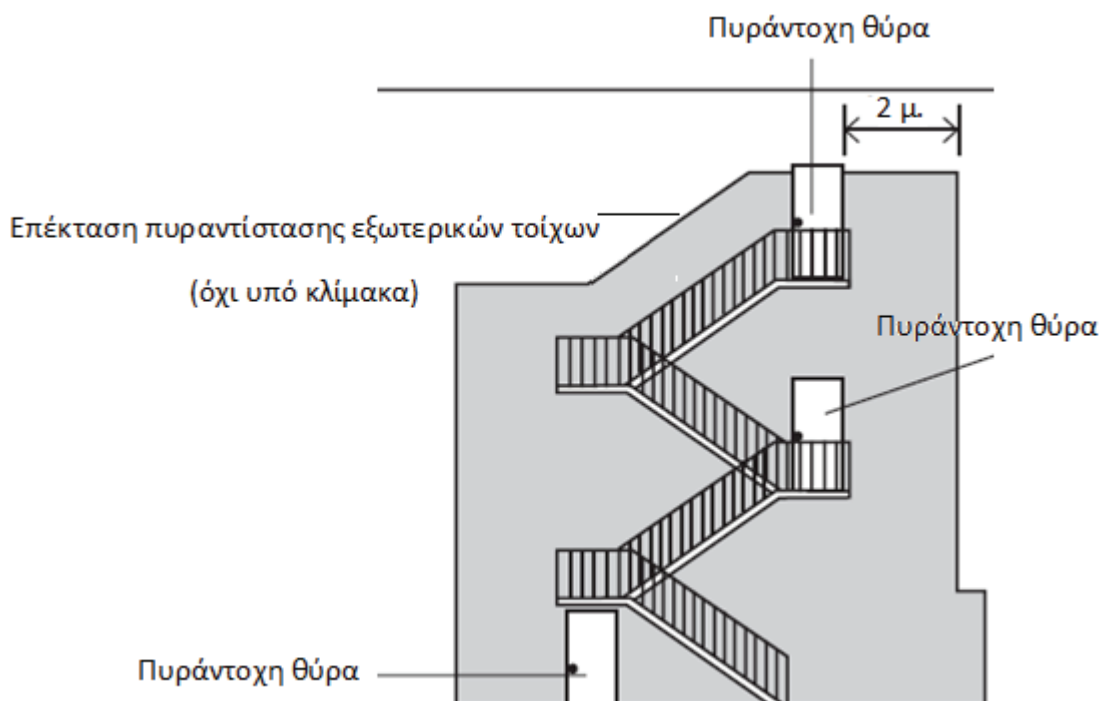 Πυράντοχη θύρα
2 μ.
Επέκταση πυραντίστασης εξωτερικών τοίχων
(όχι υπό κλίμακα)
Πυράντοχη θύρα
Πυράντοχη θύρα